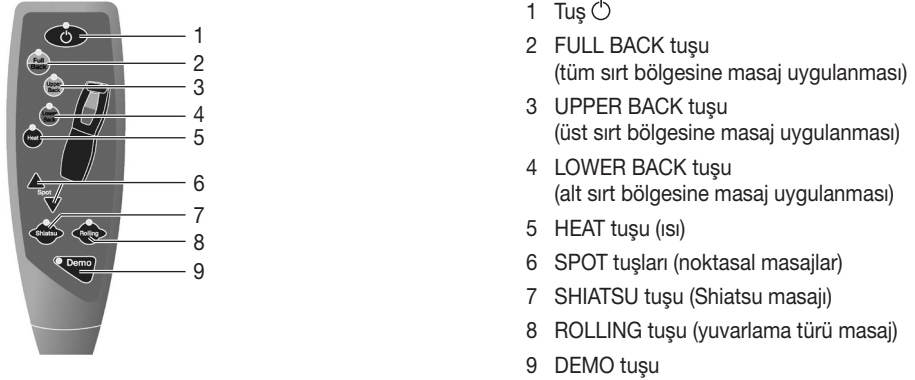 Full
Back
Upper
Back
Lower
Back
Heat
Spot
Shiatsu
Rolling
Demo
1
2
3
4
5
6
7
8
9
1 Tuş ⏻
2 FULL BACK tuşu
(tüm sırt bölgesine masaj uygulanması)
3 UPPER BACK tuşu
(üst sırt bölgesine masaj uygulanması)
4 LOWER BACK tuşu
(alt sırt bölgesine masaj uygulanması)
5 HEAT tuşu (ısı)
6 SPOT tuşları (noktasal masajlar)
7 SHIATSU tuşu (Shiatsu masajı)
8 ROLLING tuşu (yuvarlama türü masaj)
9 DEMO tuşu